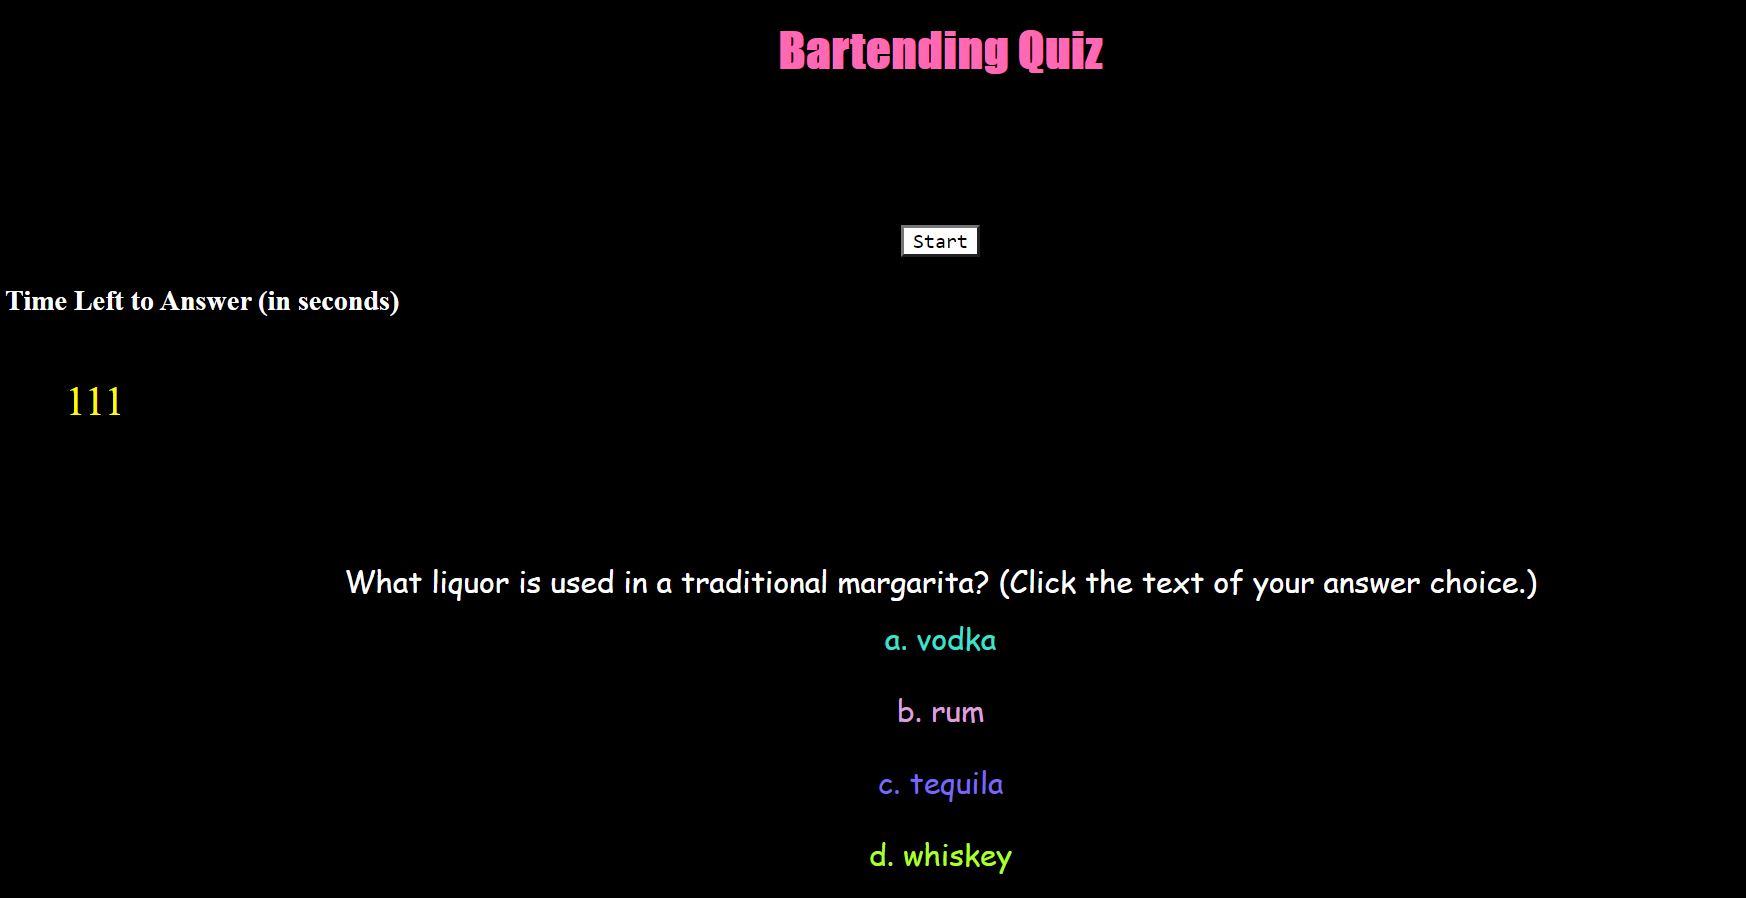 Bartending Quiz
Start
Time Left to Answer (in seconds)
111
What liquor is used in a traditional margarita? (Click the text of your answer choice.)
a. vodka
b. rum
c. tequila
d. whiskey